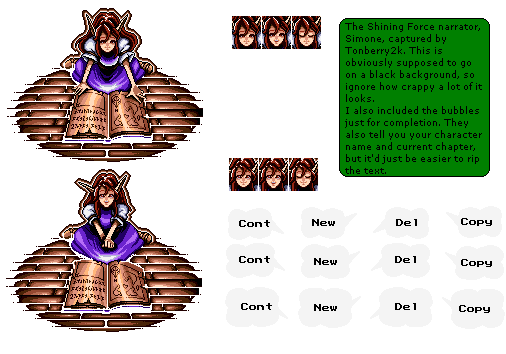 The Shining Force narrator,
Simone, captured by
Tonberry2k. This is
obviously supposed to go
on a black background, so
ignore how crappy a lot of it
looks.
I also included the bubbles
just for completion. They
also tell you your character
name and current chapter,
but it'd just be easier to rip
the text.
Cont New Del Copy
Cont New Del Copy
Cont New Del Copy